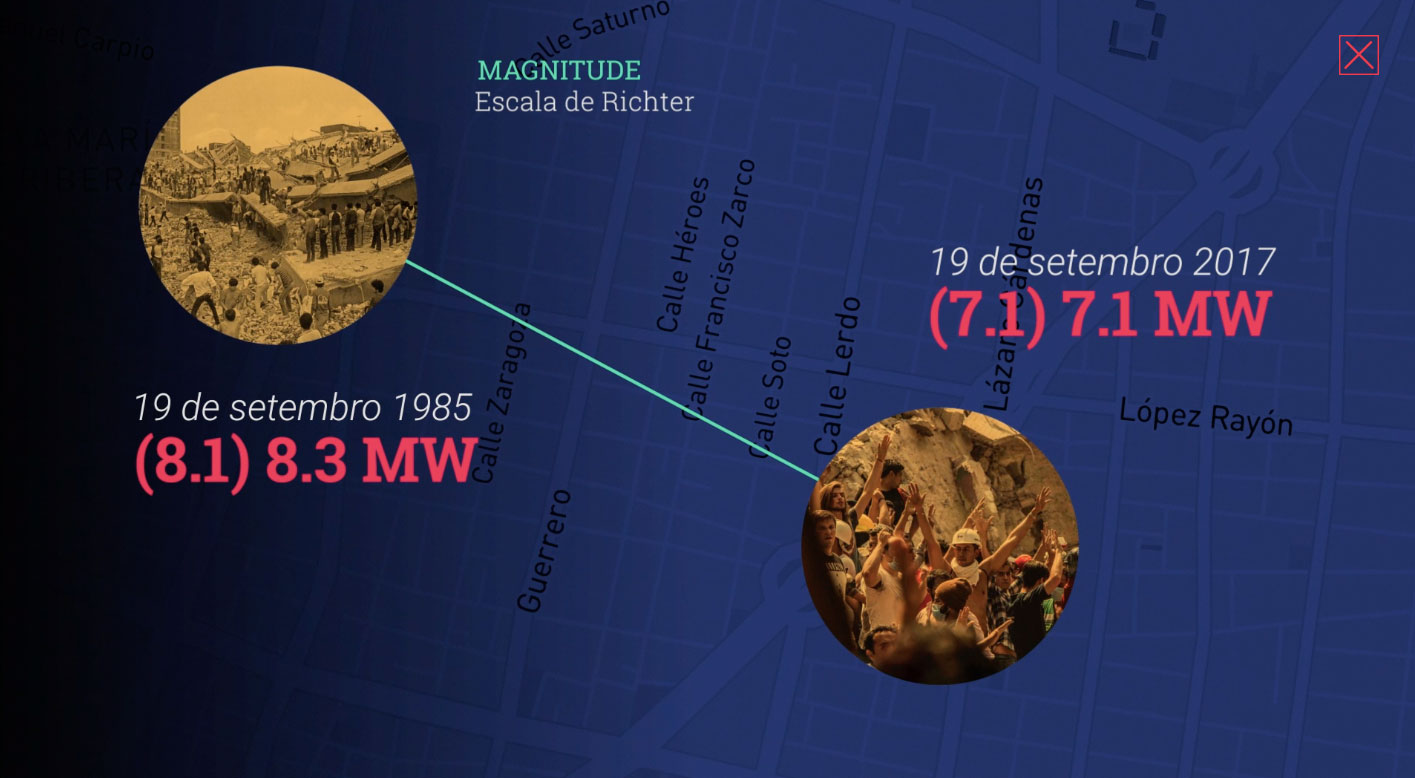 Calle Saturno
Carpio
MAGNITUDE
Escala de Richter
Calle Héroes
Calle Francisco Zarco
Lázaro Cárdenas
19 de setembro 2017
(7.1) 7.1 MW
Calle Zaragoza
Calle Soto
Calle Lerdo
19 de setembro 1985
(8.1) 8.3 MW
López Rayón
Guerrero